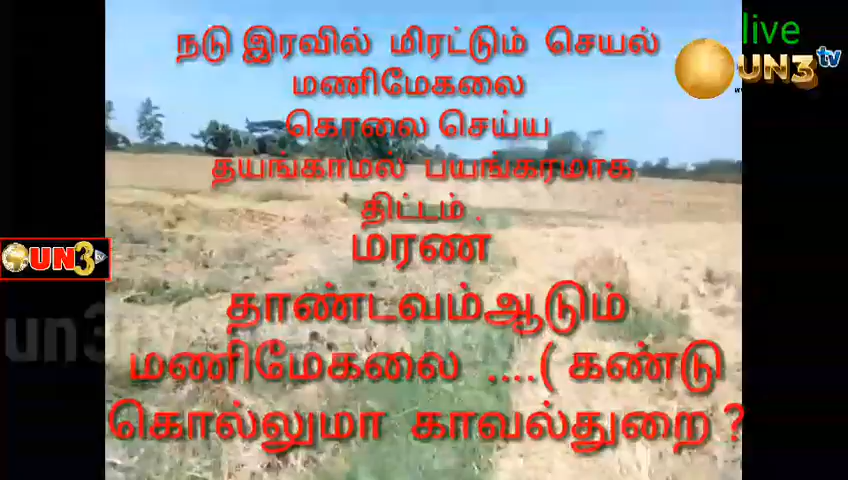 நடு இரவில் மிரட்டும் செயல்
மணிமேகலை
கொலை செய்ய
தயங்காமல் பயங்கரமாக
திட்டம் .
மரண
தாண்டவம்ஆடும்
மணிமேகலை ....( கண்டு
கொல்லுமா காவல்துறை ?
live
UN3 tv
UN3 tv
un3